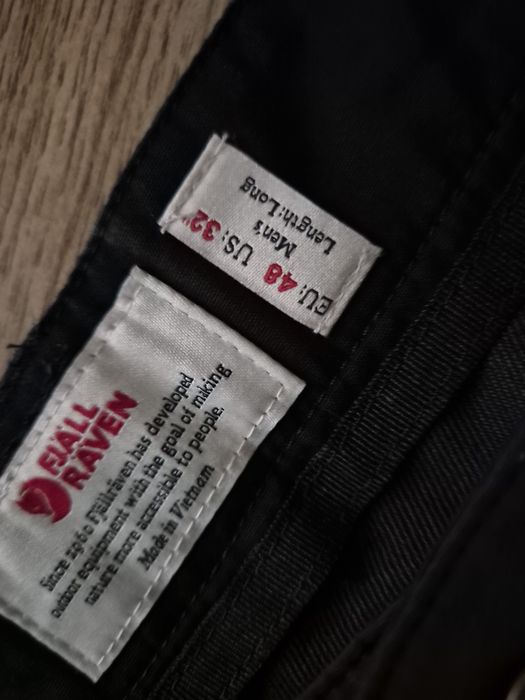 EU: 48 US: 32"
Men's
Length: Long
FJÄLL
RÄVEN
Since 1960 Fjällräven has developed
outdoor equipment with the goal of making
nature more accessible to people.
Made in Vietnam